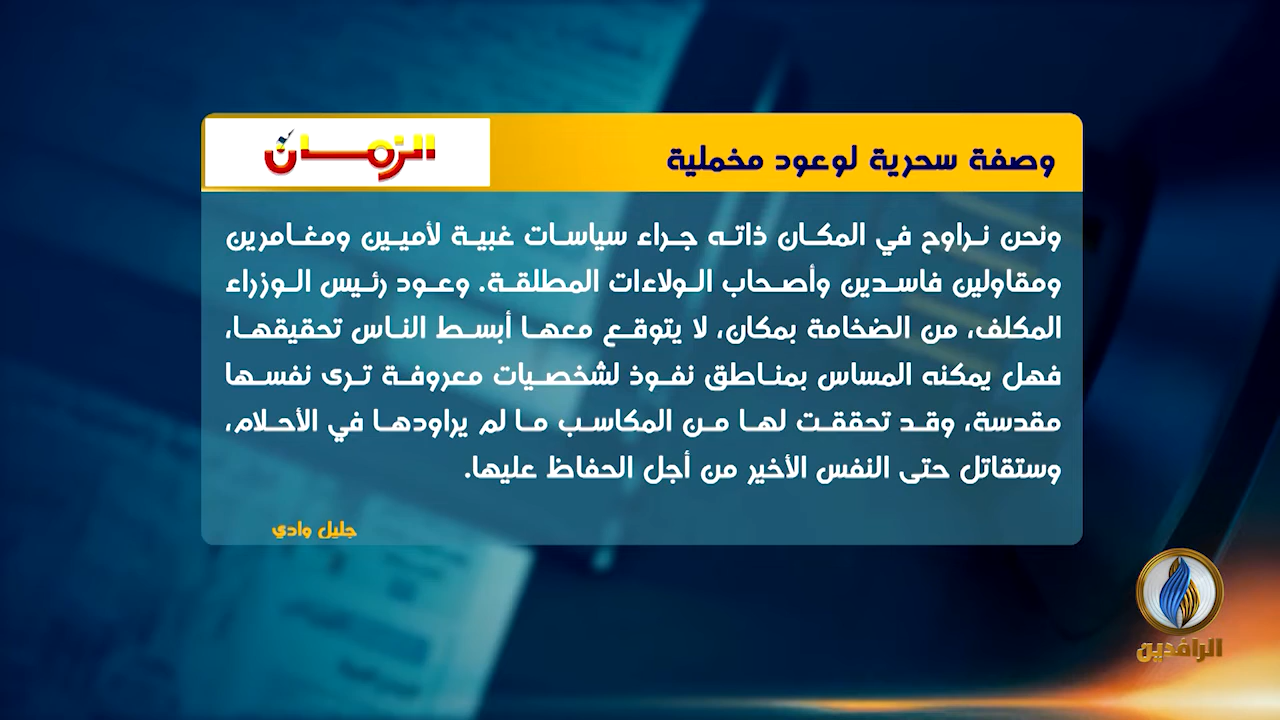 الزمان
وصفة سحرية لوعود مخملية
ونحن نراوح في المكان ذاته جراء سياسات غبية لأميين ومغامرين
ومقاولين فاسدين وأصحاب الولاءات المطلقة. وعود رئيس الوزراء
المكلف، من الضخامة بمكان، لا يتوقع معها أبسط الناس تحقيقها،
فهل يمكنه المساس بمناطق نفوذ لشخصيات معروفة ترى نفسها
مقدسة، وقد تحققت لها من المكاسب ما لم يراودها في الأحلام،
وستقاتل حتى النفس الأخير من أجل الحفاظ عليها.
جليل وادي
الرافدين